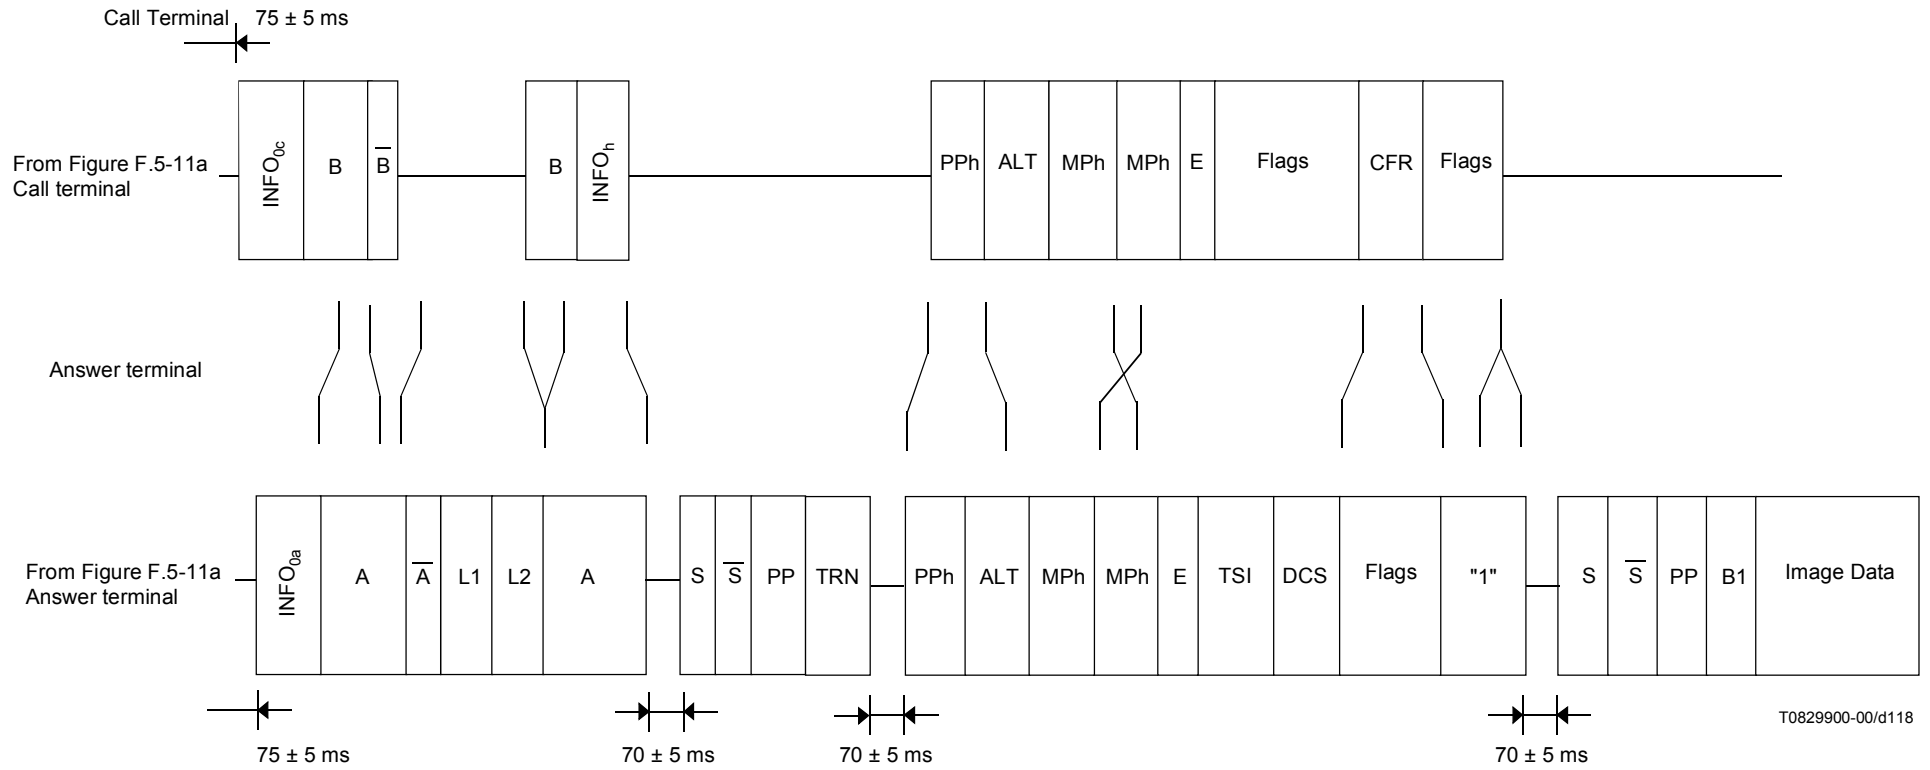 Call Terminal 75 ± 5 ms
From Figure F.5-11a
Call terminal
INFO0c B B̅ B INFOh PPh ALT MPh MPh E Flags CFR Flags
Answer terminal
From Figure F.5-11a
Answer terminal
INFO0a A A̅ L1 L2 A S S̅ PP TRN PPh ALT MPh MPh E TSI DCS Flags "1" S S̅ PP B1 Image Data
T0829900-00/d118
75 ± 5 ms 70 ± 5 ms 70 ± 5 ms 70 ± 5 ms